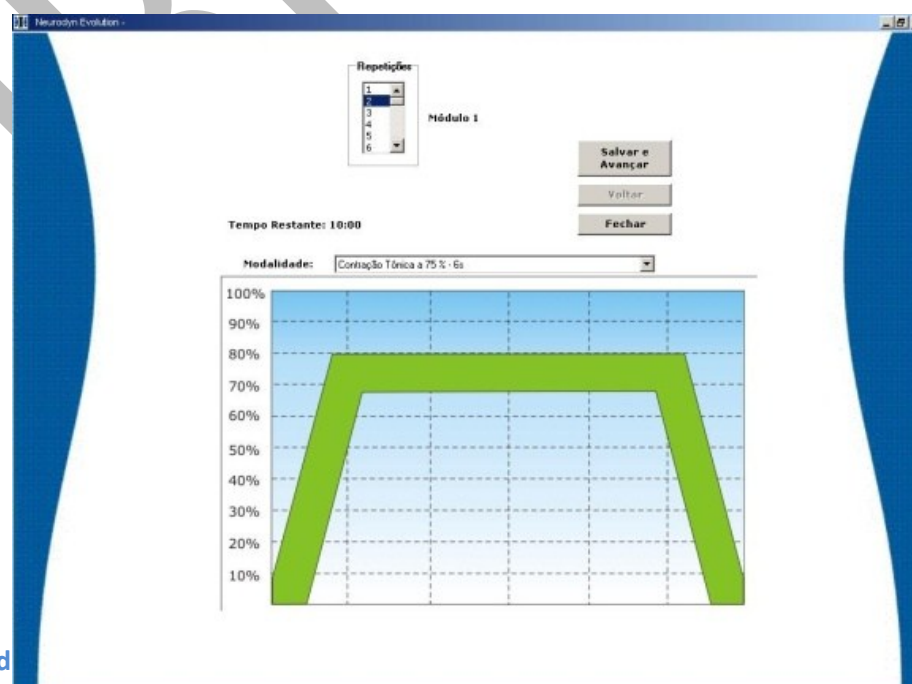 Neurodyn Evolution -
Repetições
1
2
3
4
5
6
Módulo 1
Salvar e
Avançar
Voltar
Fechar
Tempo Restante: 10:00
Modalidade:
Contração Tônica a 75 % - 6s
100%
90%
80%
70%
60%
50%
40%
30%
20%
10%
d